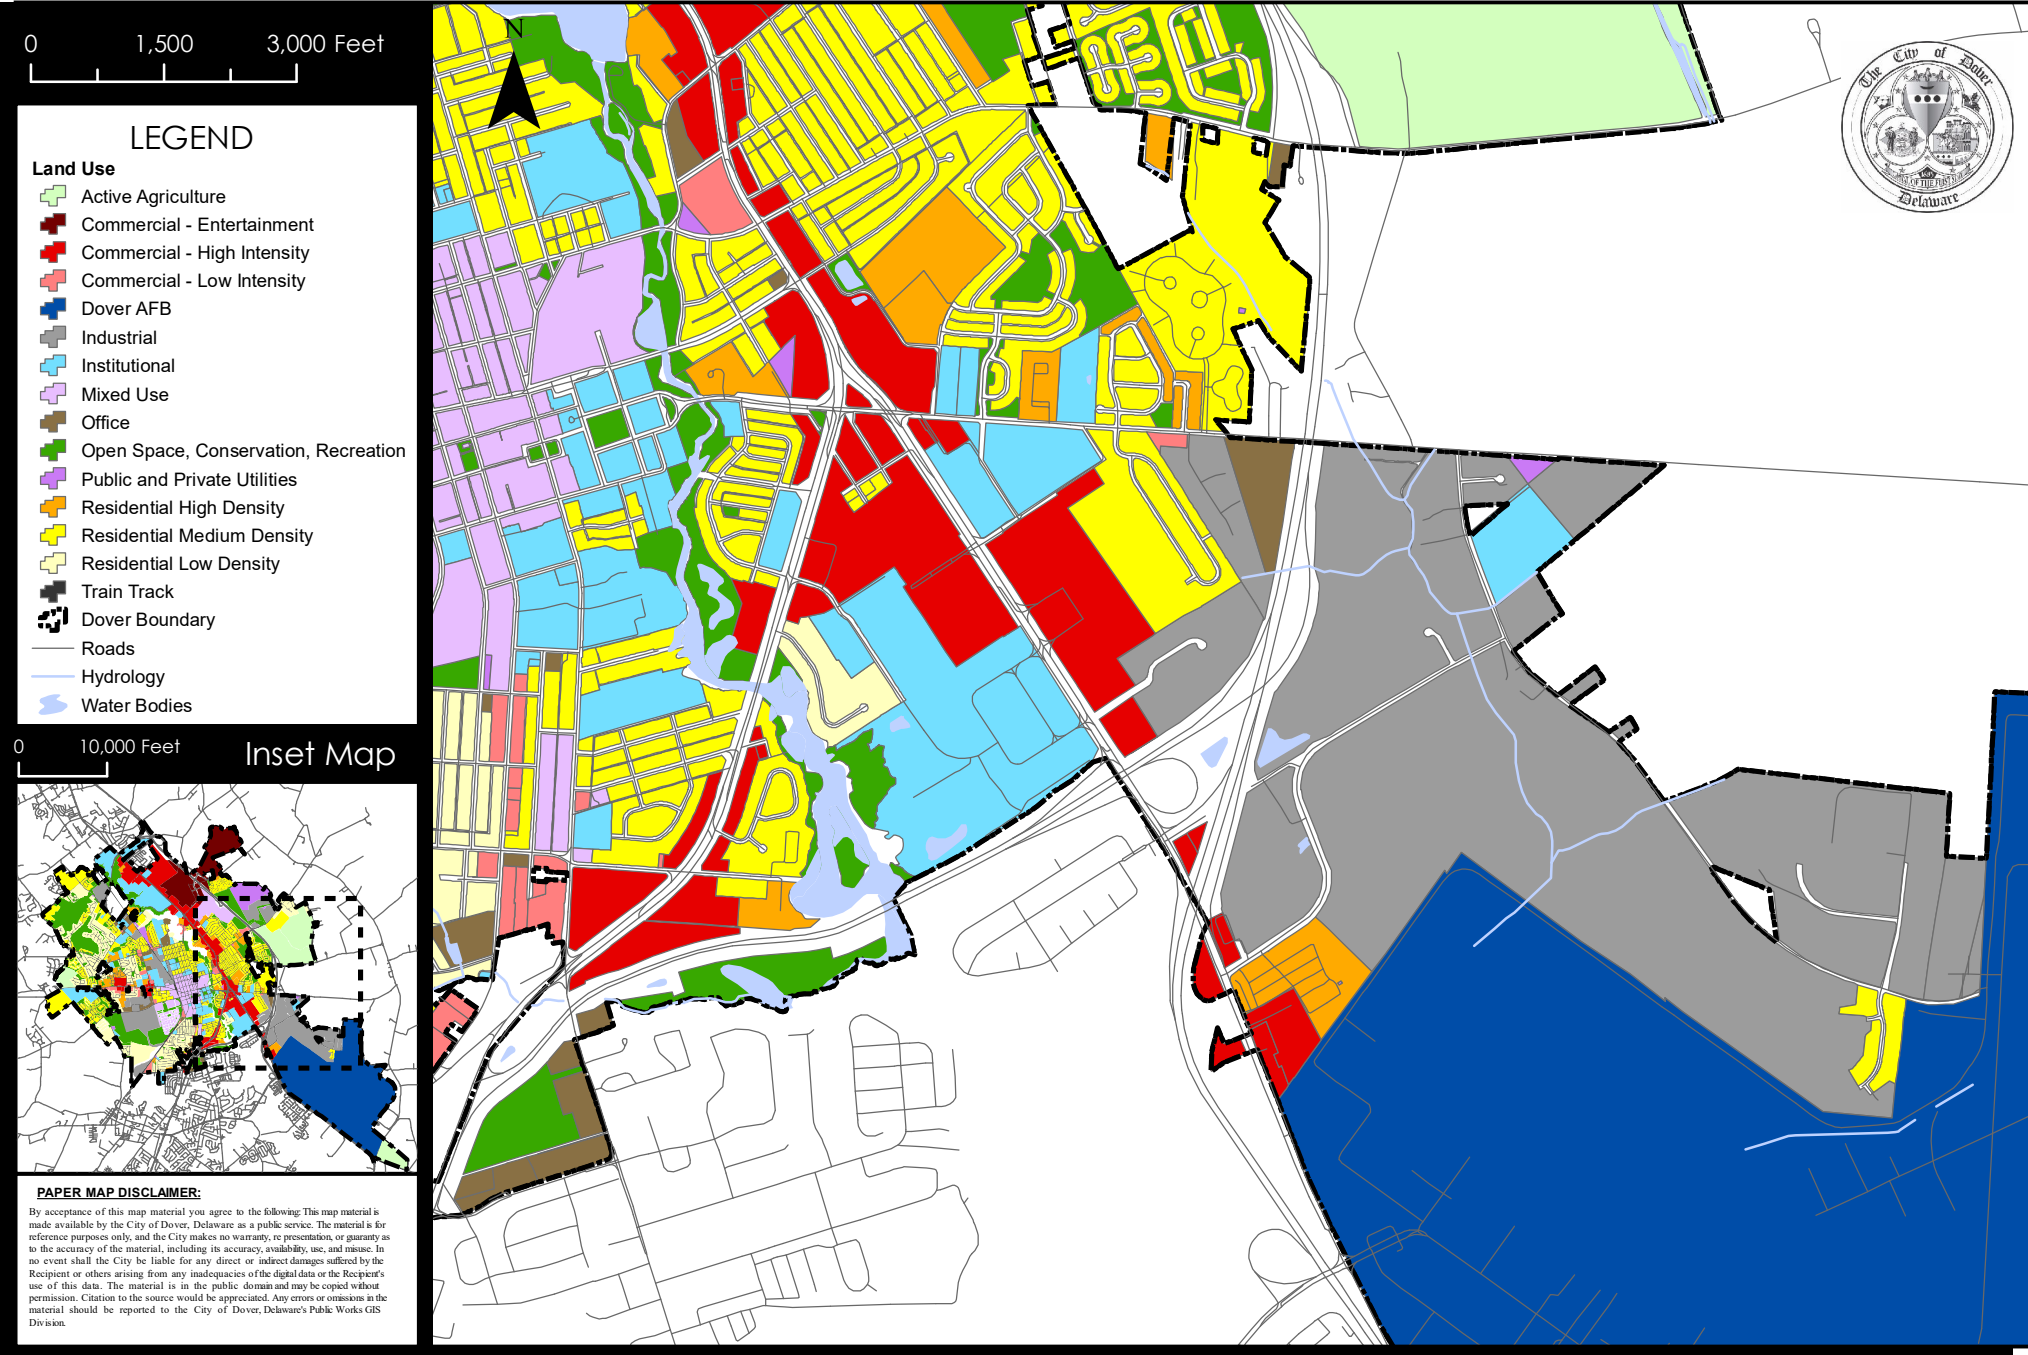 0 1,500 3,000 Feet
N
The City of Dover
1829
Delaware
LEGEND
Land Use
Active Agriculture
Commercial - Entertainment
Commercial - High Intensity
Commercial - Low Intensity
Dover AFB
Industrial
Institutional
Mixed Use
Office
Open Space, Conservation, Recreation
Public and Private Utilities
Residential High Density
Residential Medium Density
Residential Low Density
Train Track
Dover Boundary
Roads
Hydrology
Water Bodies
0 10,000 Feet
Inset Map
PAPER MAP DISCLAIMER:
By acceptance of this map material you agree to the following: This map material is
made available by the City of Dover, Delaware as a public service. The material is for
reference purposes only, and the City makes no warranty, re presentation, or guaranty as
to the accuracy of the material, including its accuracy, availability, use, and misuse. In
no event shall the City be liable for any direct or indirect damages suffered by the
Recipient or others arising from any inadequacies of the digital data or the Recipient's
use of this data. The material is in the public domain and may be copied without
permission. Citation to the source would be appreciated. Any errors or omissions in the
material should be reported to the City of Dover, Delaware's Public Works GIS
Division.